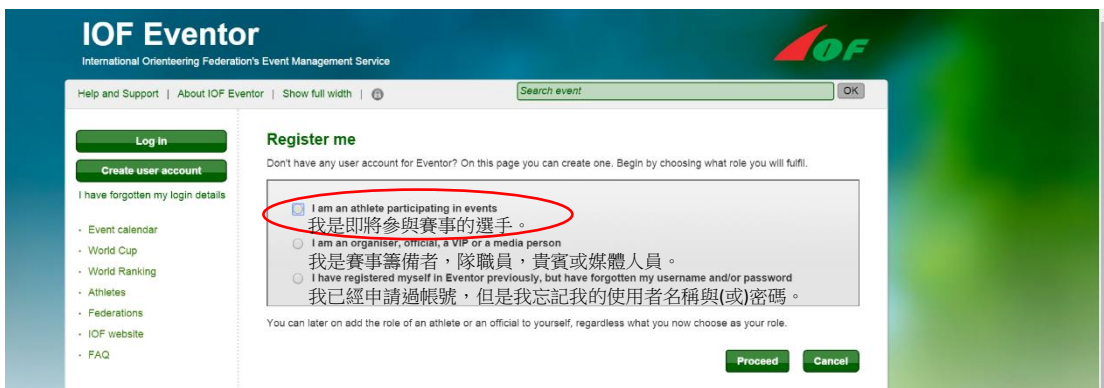 IOF Eventor
International Orienteering Federation's Event Management Service
IOF
Help and Support | About IOF Eventor | Show full width |
Search event
OK
Log in
Create user account
I have forgotten my login details
Event calendar
World Cup
World Ranking
Athletes
Federations
IOF website
FAQ
Register me
Don't have any user account for Eventor? On this page you can create one. Begin by choosing what role you will fulfil.
I am an athlete participating in events
我是即將參與賽事的選手。
I am an organiser, official, a VIP or a media person
我是賽事籌備者，隊職員，貴賓或媒體人員。
I have registered myself in Eventor previously, but have forgotten my username and/or password
我已經申請過帳號，但是我忘記我的使用者名稱與(或)密碼。
You can later on add the role of an athlete or an official to yourself, regardless what you now choose as your role.
Proceed
Cancel